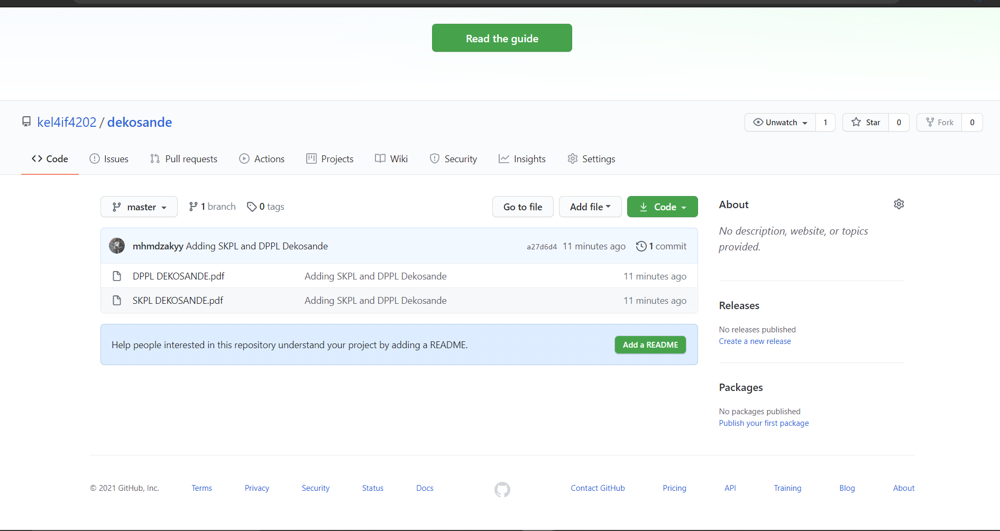 Read the guide
kel4if4202 / dekosande
Unwatch 1 Star 0 Fork 0
Code Issues Pull requests Actions Projects Wiki Security Insights Settings
master 1 branch 0 tags Go to file Add file Code
mhmdzakyy Adding SKPL and DPPL Dekosande a27d6d4 11 minutes ago 1 commit
DPPL DEKOSANDE.pdf Adding SKPL and DPPL Dekosande 11 minutes ago
SKPL DEKOSANDE.pdf Adding SKPL and DPPL Dekosande 11 minutes ago
Help people interested in this repository understand your project by adding a README. Add a README
About
No description, website, or topics
provided.
Releases
No releases published
Create a new release
Packages
No packages published
Publish your first package
© 2021 GitHub, Inc. Terms Privacy Security Status Docs Contact GitHub Pricing API Training Blog About